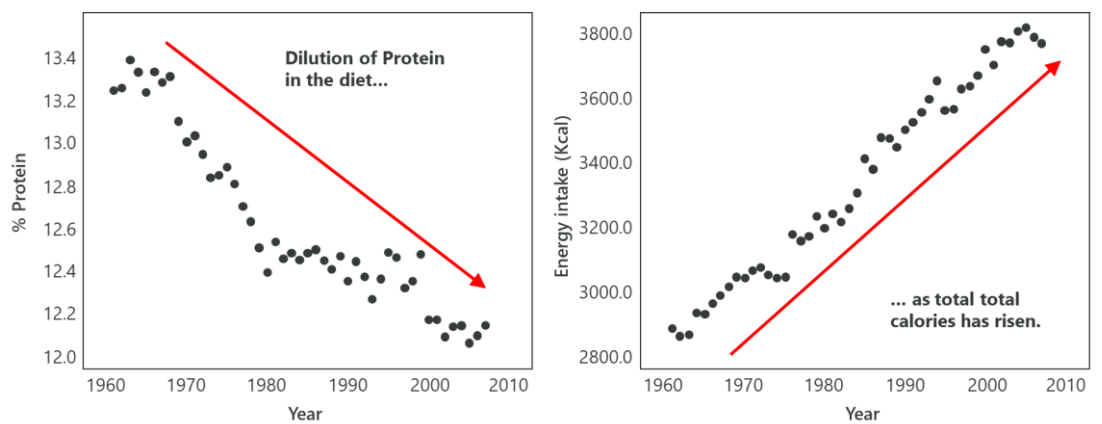 Dilution of Protein
in the diet...
13.4
13.2
13.0
12.8
12.6
12.4
12.2
12.0
% Protein
1960 1970 1980 1990 2000 2010
Year
3800.0
3600.0
3400.0
3200.0
3000.0
2800.0
Energy intake (Kcal)
... as total total
calories has risen.
1960 1970 1980 1990 2000 2010
Year